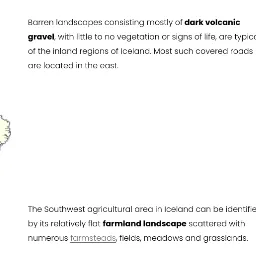 Barren landscapes consisting mostly of dark volcanic
gravel, with little to no vegetation or signs of life, are
of the inland regions of Iceland. Most such covered roads
are located in the east.
The Southwest agricultural area in Iceland can be
by its relatively flat farmland landscape scattered with
numerous farmsteads, fields, meadows and grasslands.